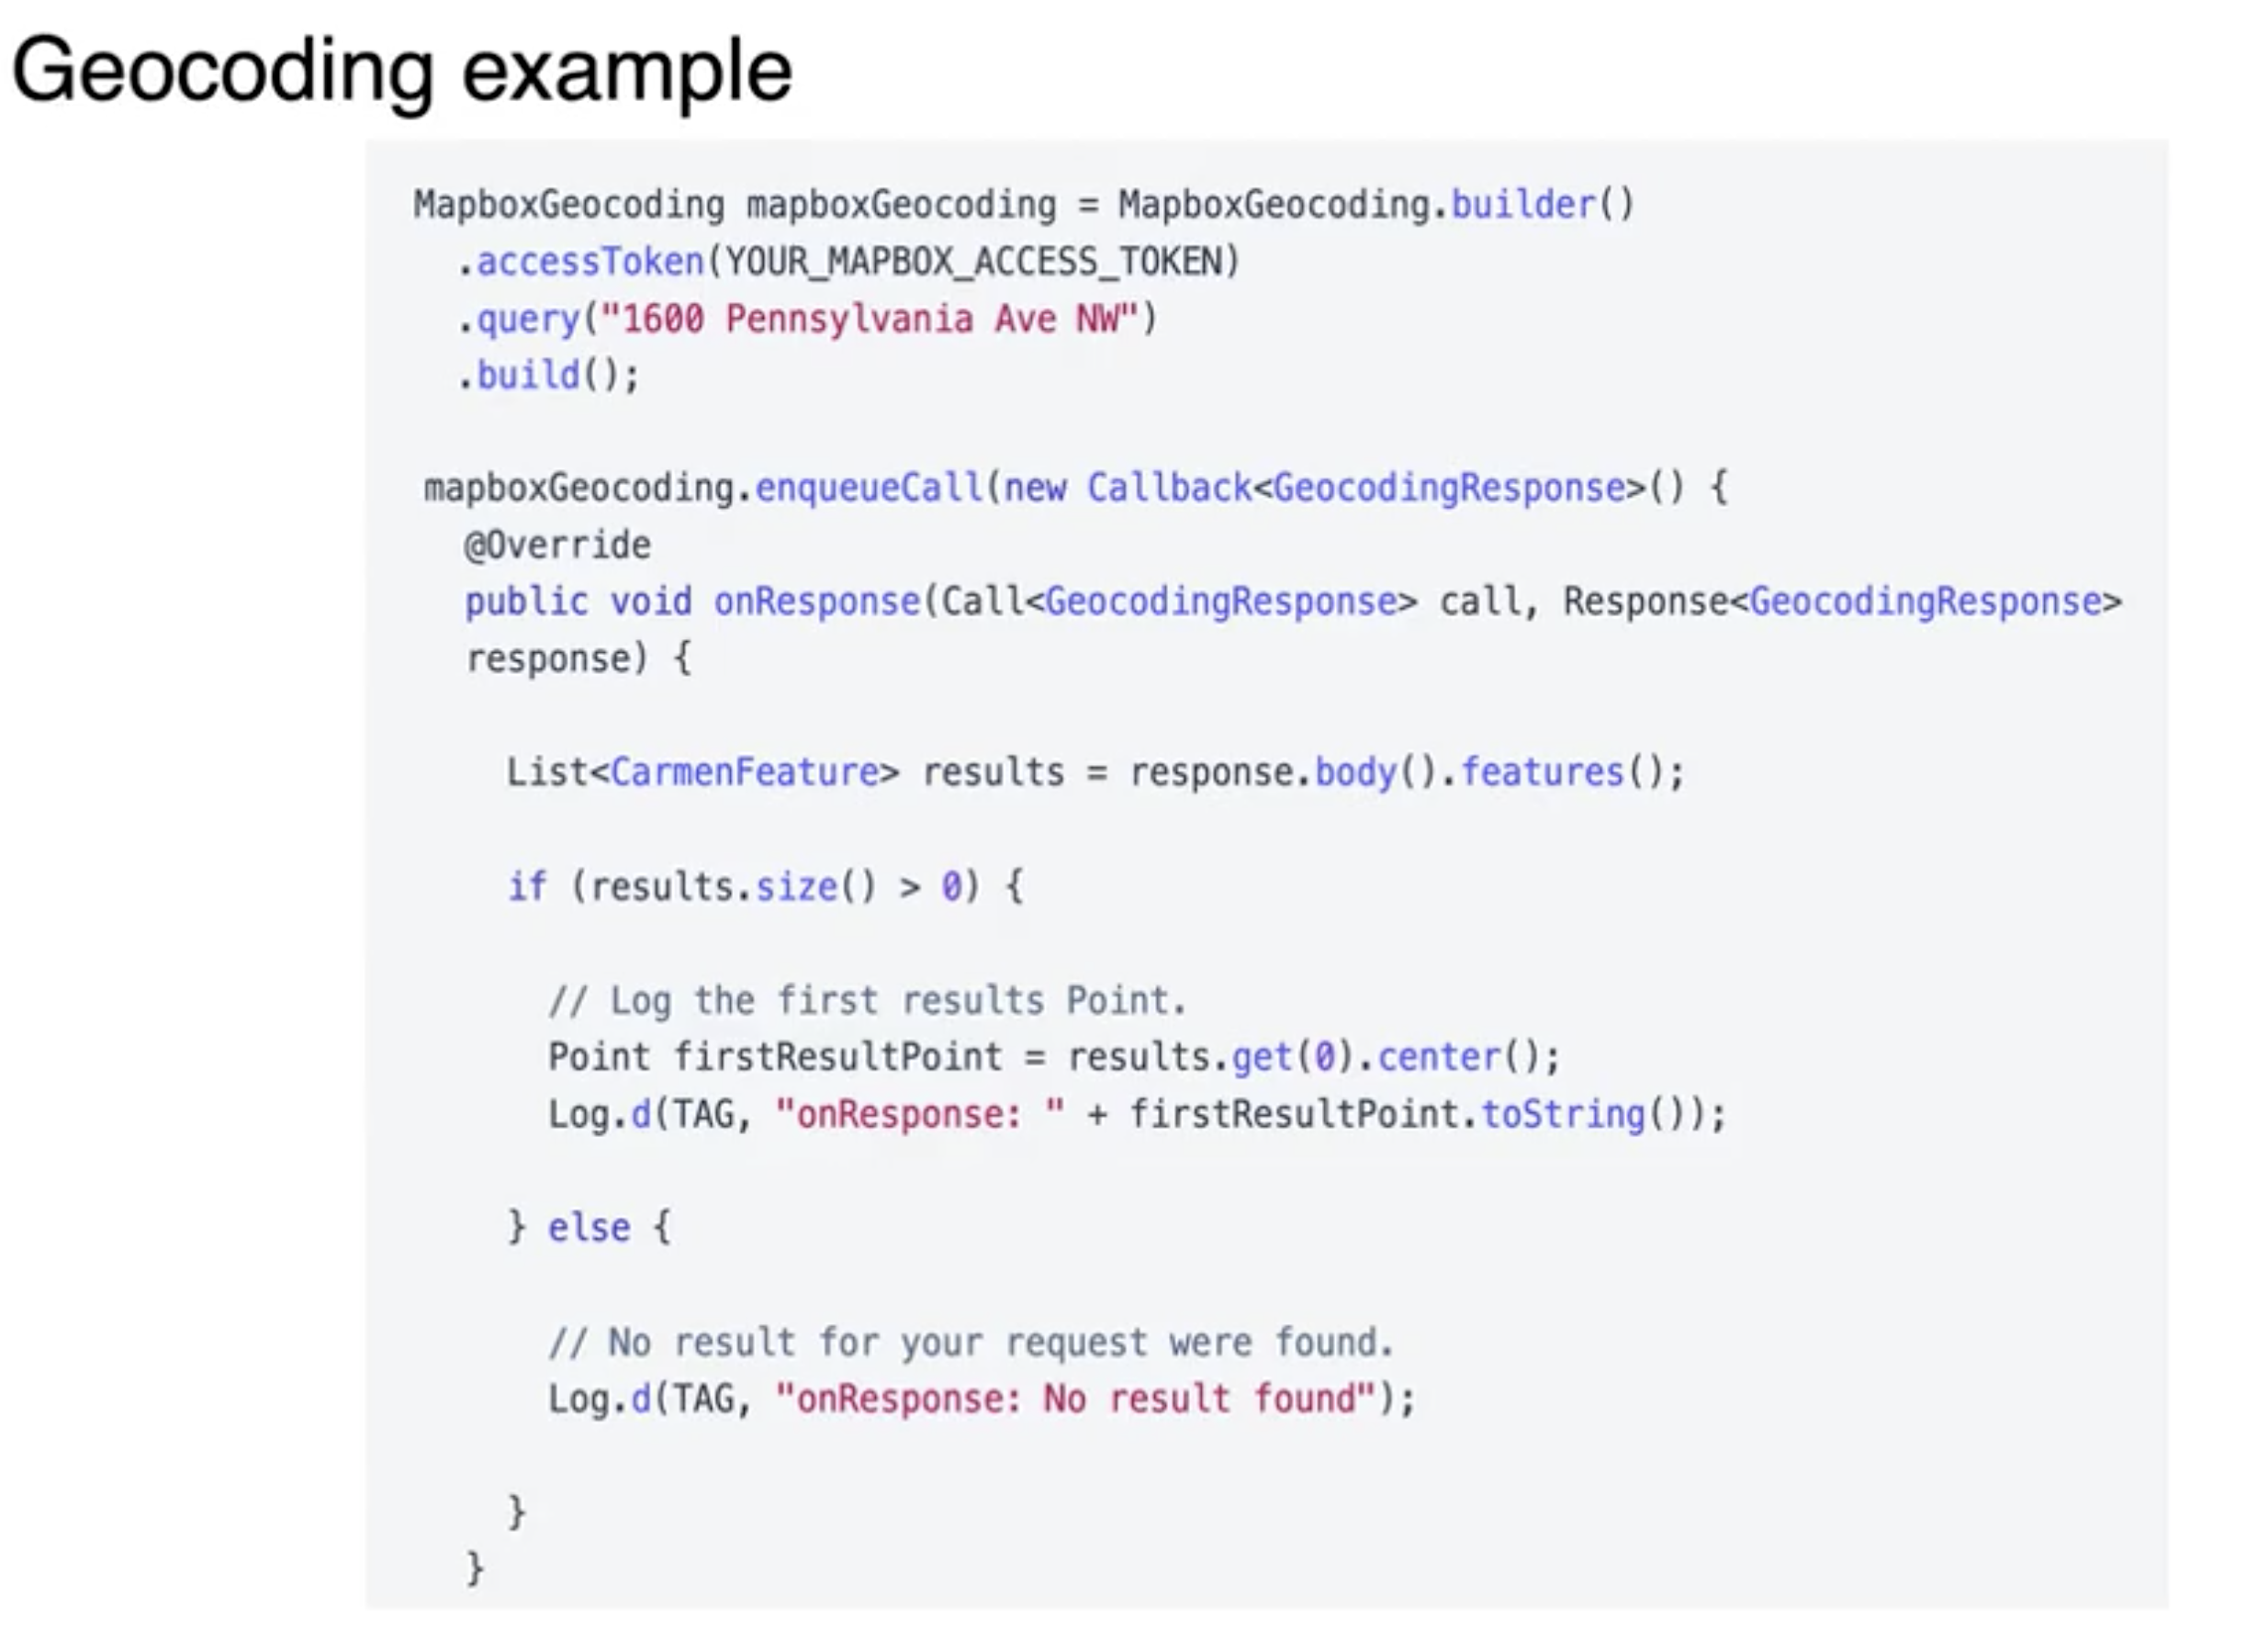 Geocoding example
MapboxGeocoding mapboxGeocoding = MapboxGeocoding.builder()
.accessToken(YOUR_MAPBOX_ACCESS_TOKEN)
.query("1600 Pennsylvania Ave NW")
.build();
mapboxGeocoding.enqueueCall(new Callback<GeocodingResponse>() {
@Override
public void onResponse(Call<GeocodingResponse> call, Response<GeocodingResponse>
response) {
List<CarmenFeature> results = response.body().features();
if (results.size() > 0) {
// Log the first results Point.
Point firstResultPoint = results.get(0).center();
Log.d(TAG, "onResponse: " + firstResultPoint.toString());
} else {
// No result for your request were found.
Log.d(TAG, "onResponse: No result found");
}
}